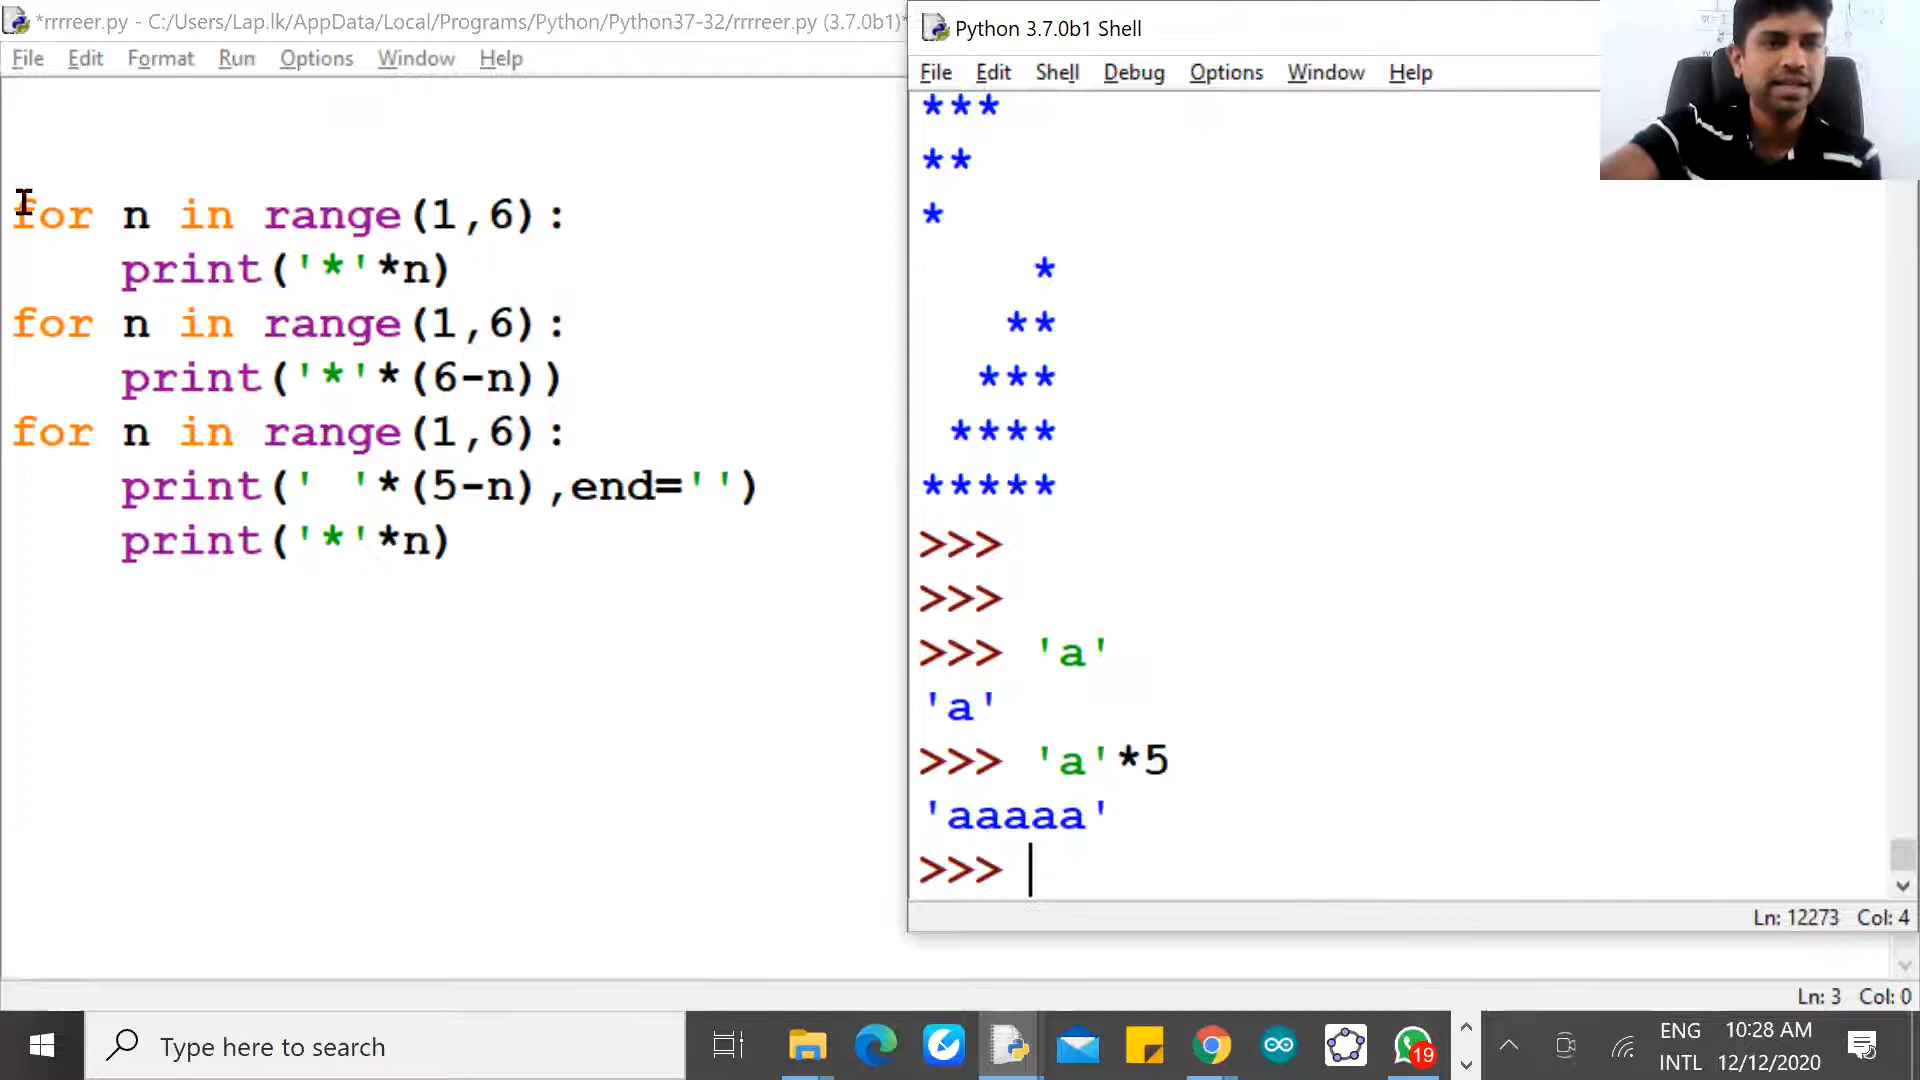 *rrrreer.py - C:/Users/Lap.lk/AppData/Local/Programs/Python/Python37-32/rrrreer.py (3.7.0b1)*
File Edit Format Run Options Window Help
for n in range(1,6):
    print('*'*n)
for n in range(1,6):
    print('*'*(6-n))
for n in range(1,6):
    print(' '*(5-n),end='')
    print('*'*n)
Python 3.7.0b1 Shell
File Edit Shell Debug Options Window Help
***
**
*
    *
   **
  ***
 ****
*****
>>>
>>>
>>> 'a'
'a'
>>> 'a'*5
'aaaaa'
>>>
Ln: 12273 Col: 4
Ln: 3 Col: 0
Type here to search
19
ENG
INTL
10:28 AM
12/12/2020